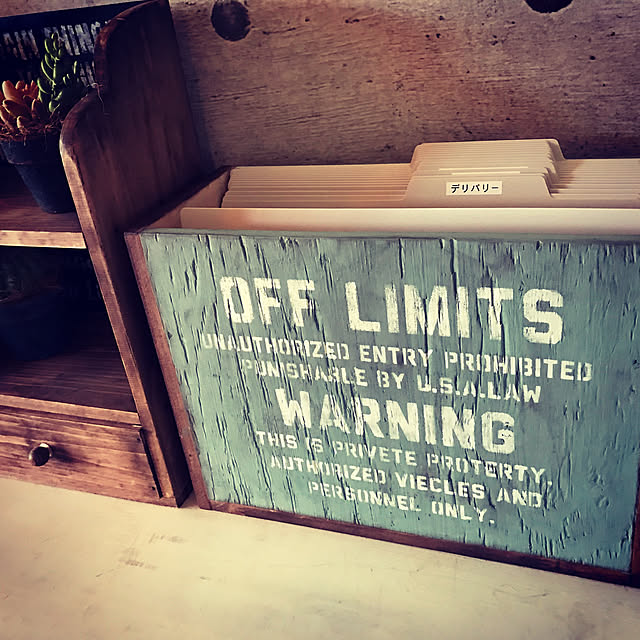 デリバリー
OFF LIMITS
UNAUTHORIZED ENTRY PROHIBITED
PUNISHABLE BY U.S.A.LAW
WARNING
THIS IS PRIVETE PROTERTY,
AUTHORIZED VIECLES AND
PERSONNEL ONLY.